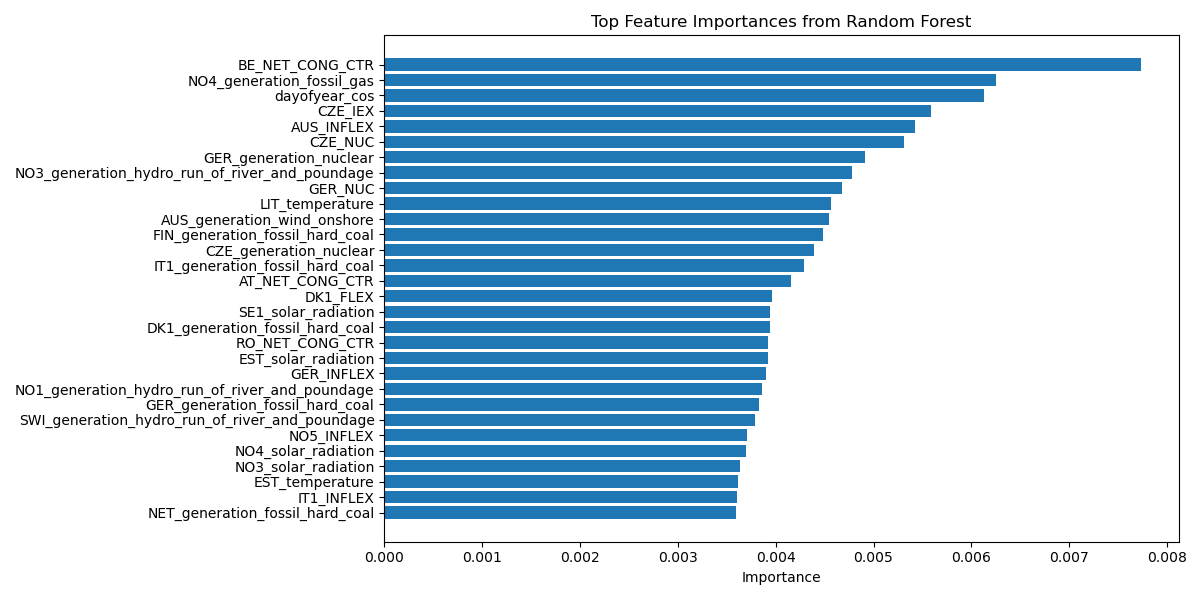 Top Feature Importances from Random Forest
BE_NET_CONG_CTR
NO4_generation_fossil_gas
dayofyear_cos
CZE_IEX
AUS_INFLEX
CZE_NUC
GER_generation_nuclear
NO3_generation_hydro_run_of_river_and_poundage
GER_NUC
LIT_temperature
AUS_generation_wind_onshore
FIN_generation_fossil_hard_coal
CZE_generation_nuclear
IT1_generation_fossil_hard_coal
AT_NET_CONG_CTR
DK1_FLEX
SE1_solar_radiation
DK1_generation_fossil_hard_coal
RO_NET_CONG_CTR
EST_solar_radiation
GER_INFLEX
NO1_generation_hydro_run_of_river_and_poundage
GER_generation_fossil_hard_coal
SWI_generation_hydro_run_of_river_and_poundage
NO5_INFLEX
NO4_solar_radiation
NO3_solar_radiation
EST_temperature
IT1_INFLEX
NET_generation_fossil_hard_coal
0.000 0.001 0.002 0.003 0.004 0.005 0.006 0.007 0.008
Importance